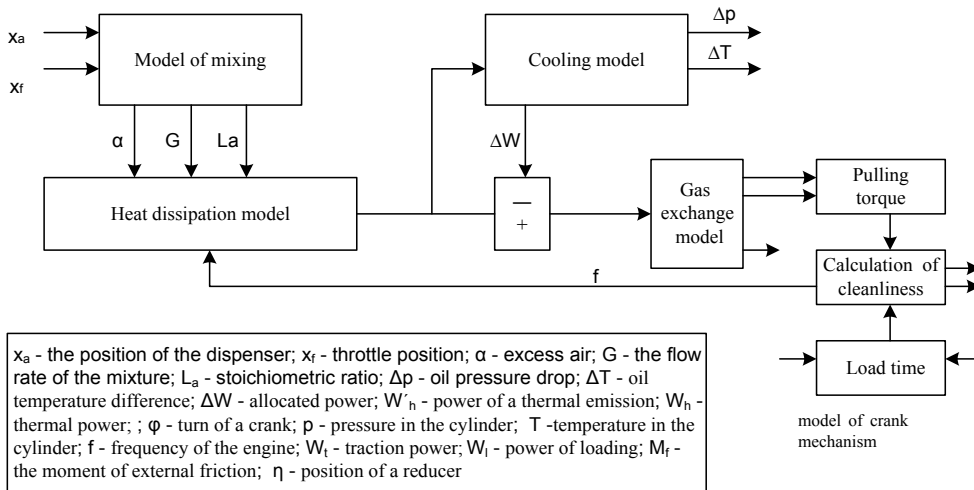 xa
xf
Model of mixing
α
G
La
Heat dissipation model
Cooling model
Δp
ΔT
ΔW
—
+
Gas
exchange
model
Pulling
torque
Calculation of
cleanliness
f
Load time
model of crank
mechanism
xa - the position of the dispenser; xf - throttle position; α - excess air; G - the flow
rate of the mixture; La - stoichiometric ratio; Δp - oil pressure drop; ΔT - oil
temperature difference; ΔW - allocated power; W´h - power of a thermal emission; Wh -
thermal power; ; φ - turn of a crank; p - pressure in the cylinder; T -temperature in the
cylinder; f - frequency of the engine; Wt - traction power; Wl - power of loading; Mf -
the moment of external friction; η - position of a reducer